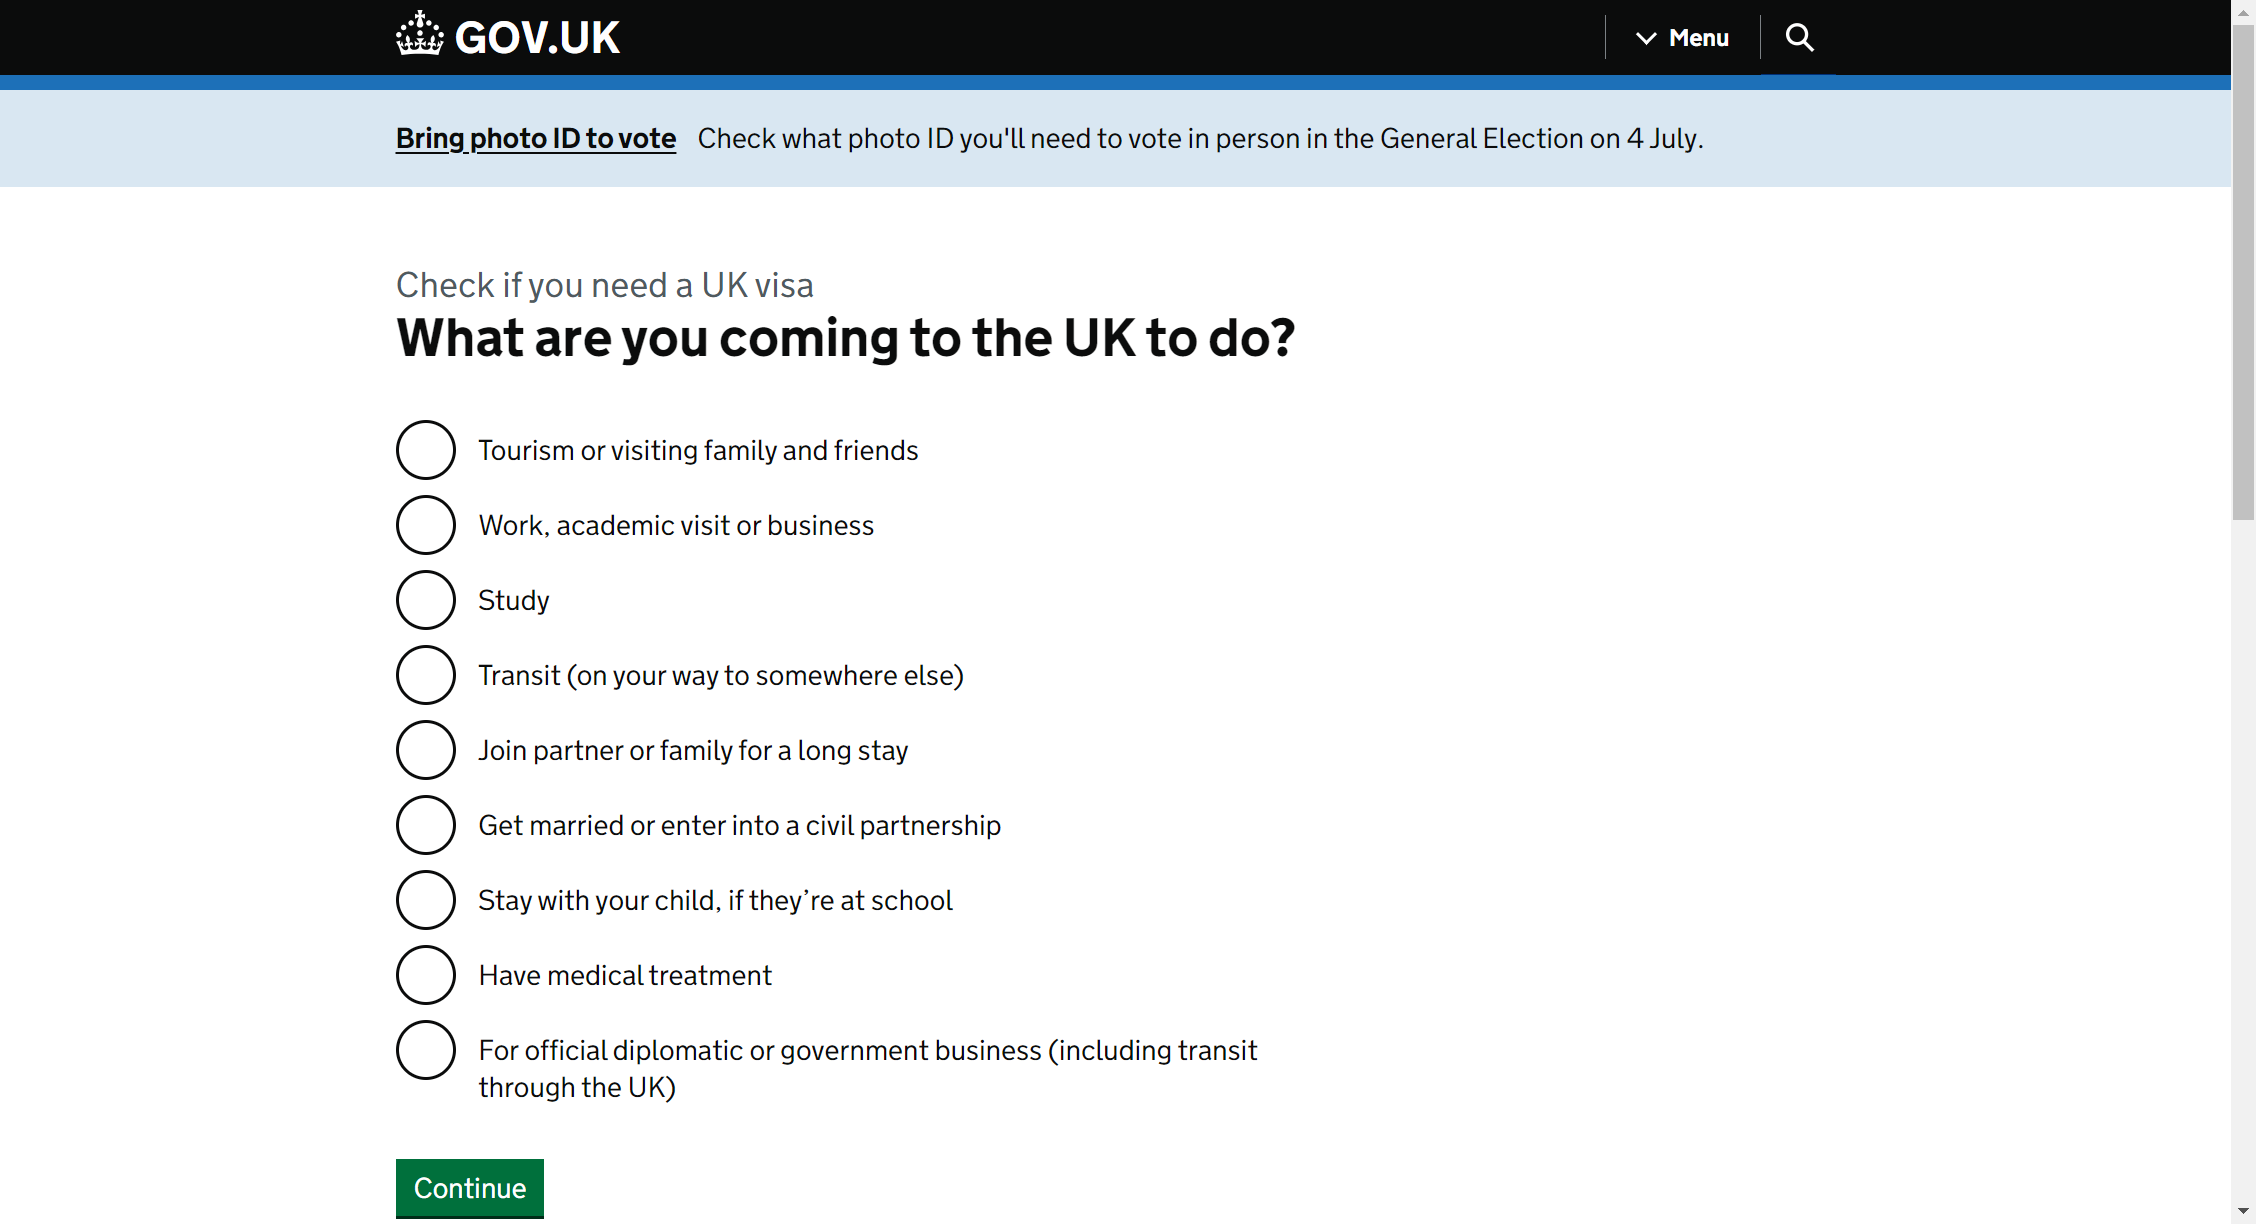 GOV.UK
Menu
Bring photo ID to vote Check what photo ID you'll need to vote in person in the General Election on 4 July.
Check if you need a UK visa
What are you coming to the UK to do?
Tourism or visiting family and friends
Work, academic visit or business
Study
Transit (on your way to somewhere else)
Join partner or family for a long stay
Get married or enter into a civil partnership
Stay with your child, if they’re at school
Have medical treatment
For official diplomatic or government business (including transit
through the UK)
Continue